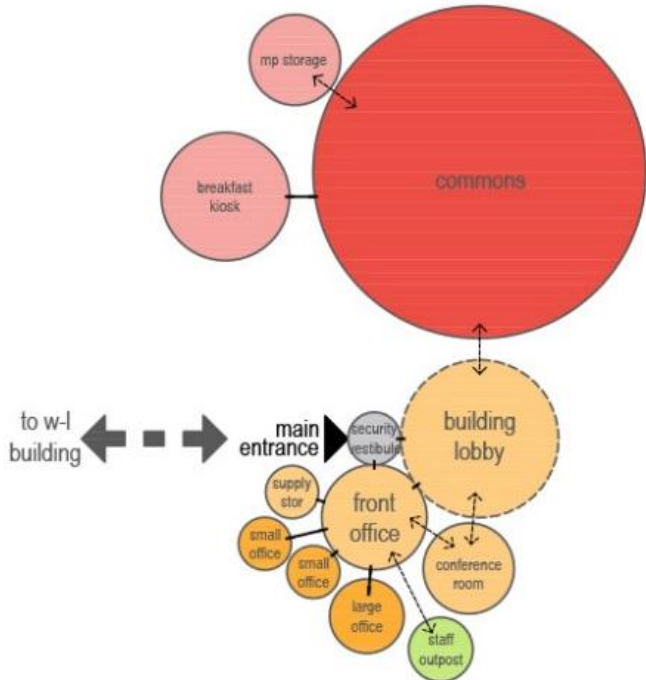 mp storage
commons
breakfast
kiosk
to w-l
building
main
entrance
security
vestibule
building
lobby
supply
stor
front
office
small
office
small
office
conference
room
large
office
staff
outpost